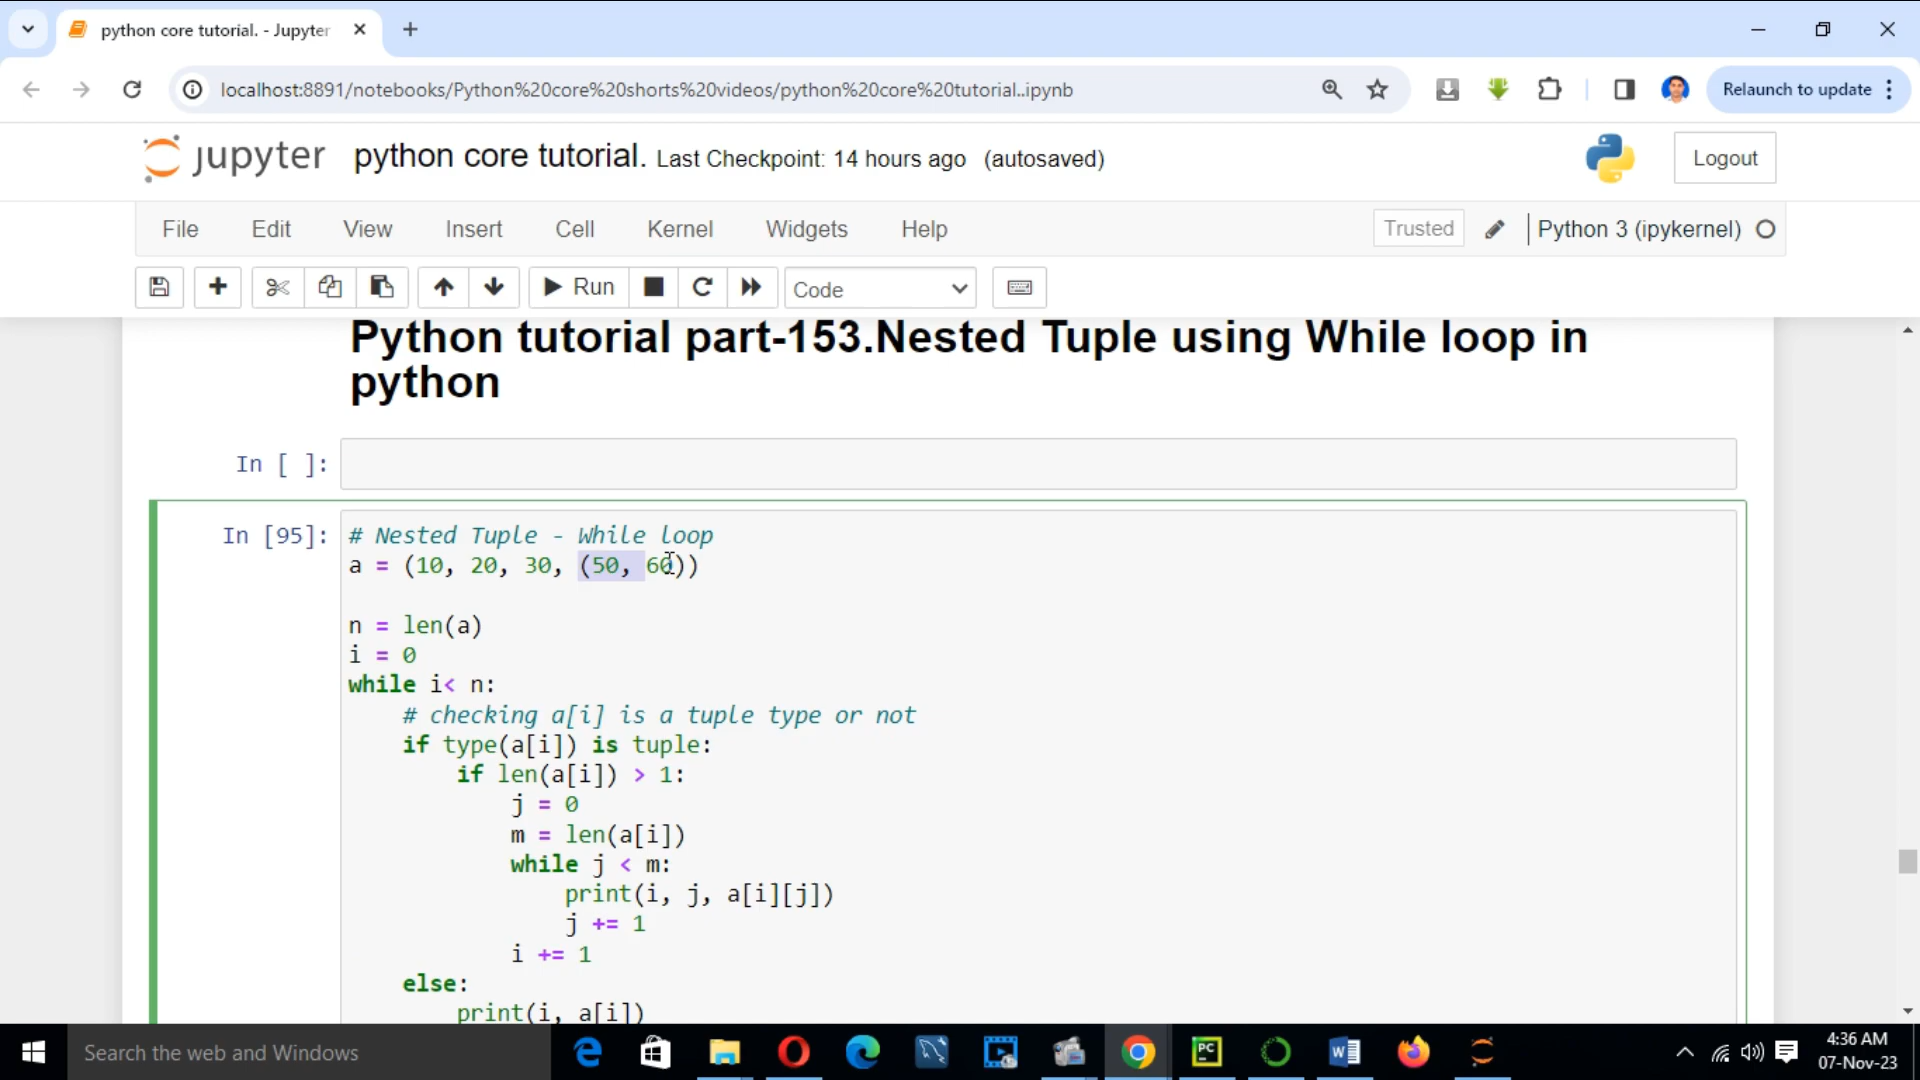 python core tutorial. - Jupyter
localhost:8891/notebooks/Python%20core%20shorts%20videos/python%20core%20tutorial..ipynb
Relaunch to update
jupyter python core tutorial. Last Checkpoint: 14 hours ago (autosaved)
Logout
File Edit View Insert Cell Kernel Widgets Help
Trusted Python 3 (ipykernel)
Run Code
Python tutorial part-153.Nested Tuple using While loop in
python
In [ ]:
In [95]: # Nested Tuple - While loop
a = (10, 20, 30, (50, 60))
n = len(a)
i = 0
while i< n:
    # checking a[i] is a tuple type or not
    if type(a[i]) is tuple:
        if len(a[i]) > 1:
            j = 0
            m = len(a[i])
            while j < m:
                print(i, j, a[i][j])
                j += 1
            i += 1
    else:
        print(i, a[i])
Search the web and Windows
PC
4:36 AM
07-Nov-23